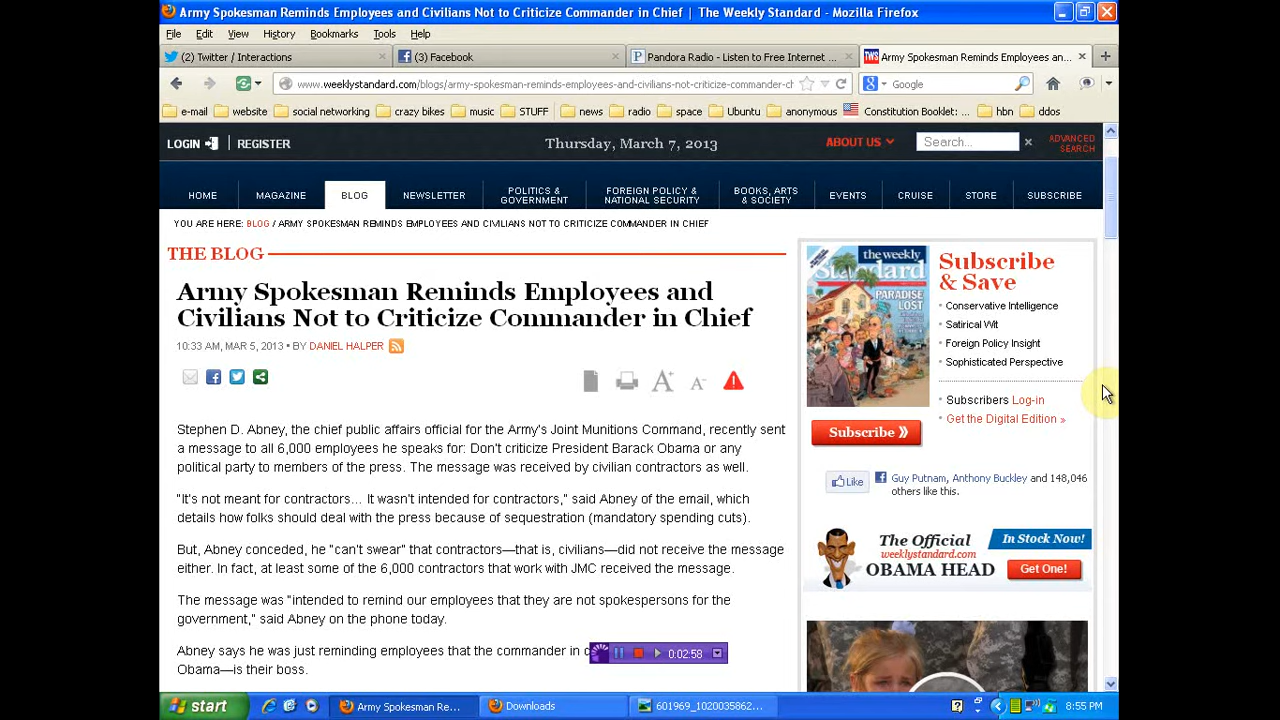 Army Spokesman Reminds Employees and Civilians Not to Criticize Commander in Chief | The Weekly Standard - Mozilla Firefox
File Edit View History Bookmarks Tools Help
(2) Twitter / Interactions
(3) Facebook
Pandora Radio - Listen to Free Internet ...
Army Spokesman Reminds Employees an...
www.weeklystandard.com/blogs/army-spokesman-reminds-employees-and-civilians-not-criticize-commander-ch
Google
e-mail website social networking crazy bikes music STUFF news radio space Ubuntu anonymous Constitution Booklet: ... hbn ddos
LOGIN REGISTER
Thursday, March 7, 2013
ABOUT US
Search...
ADVANCED
SEARCH
HOME
MAGAZINE
BLOG
NEWSLETTER
POLITICS &
GOVERNMENT
FOREIGN POLICY &
NATIONAL SECURITY
BOOKS, ARTS
& SOCIETY
EVENTS
CRUISE
STORE
SUBSCRIBE
YOU ARE HERE: BLOG / ARMY SPOKESMAN REMINDS EMPLOYEES AND CIVILIANS NOT TO CRITICIZE COMMANDER IN CHIEF
THE BLOG
Army Spokesman Reminds Employees and
Civilians Not to Criticize Commander in Chief
10:33 AM, MAR 5, 2013 • BY DANIEL HALPER
A+ A-
Stephen D. Abney, the chief public affairs official for the Army's Joint Munitions Command, recently sent
a message to all 6,000 employees he speaks for: Don't criticize President Barack Obama or any
political party to members of the press. The message was received by civilian contractors as well.
"It's not meant for contractors... It wasn't intended for contractors," said Abney of the email, which
details how folks should deal with the press because of sequestration (mandatory spending cuts).
But, Abney conceded, he "can't swear" that contractors—that is, civilians—did not receive the message
either. In fact, at least some of the 6,000 contractors that work with JMC received the message.
The message was "intended to remind our employees that they are not spokespersons for the
government," said Abney on the phone today.
Abney says he was just reminding employees that the commander in c
Obama—is their boss.
0:02:58
the weekly
Standard
PARADISE
LOST
Subscribe
& Save
• Conservative Intelligence
• Satirical Wit
• Foreign Policy Insight
• Sophisticated Perspective
• Subscribers Log-in
• Get the Digital Edition »
Subscribe
Like
Guy Putnam, Anthony Buckley and 148,046
others like this.
The Official
weeklystandard.com
OBAMA HEAD
In Stock Now!
Get One!
start
Army Spokesman Re...
Downloads
601969_1020035862...
8:55 PM